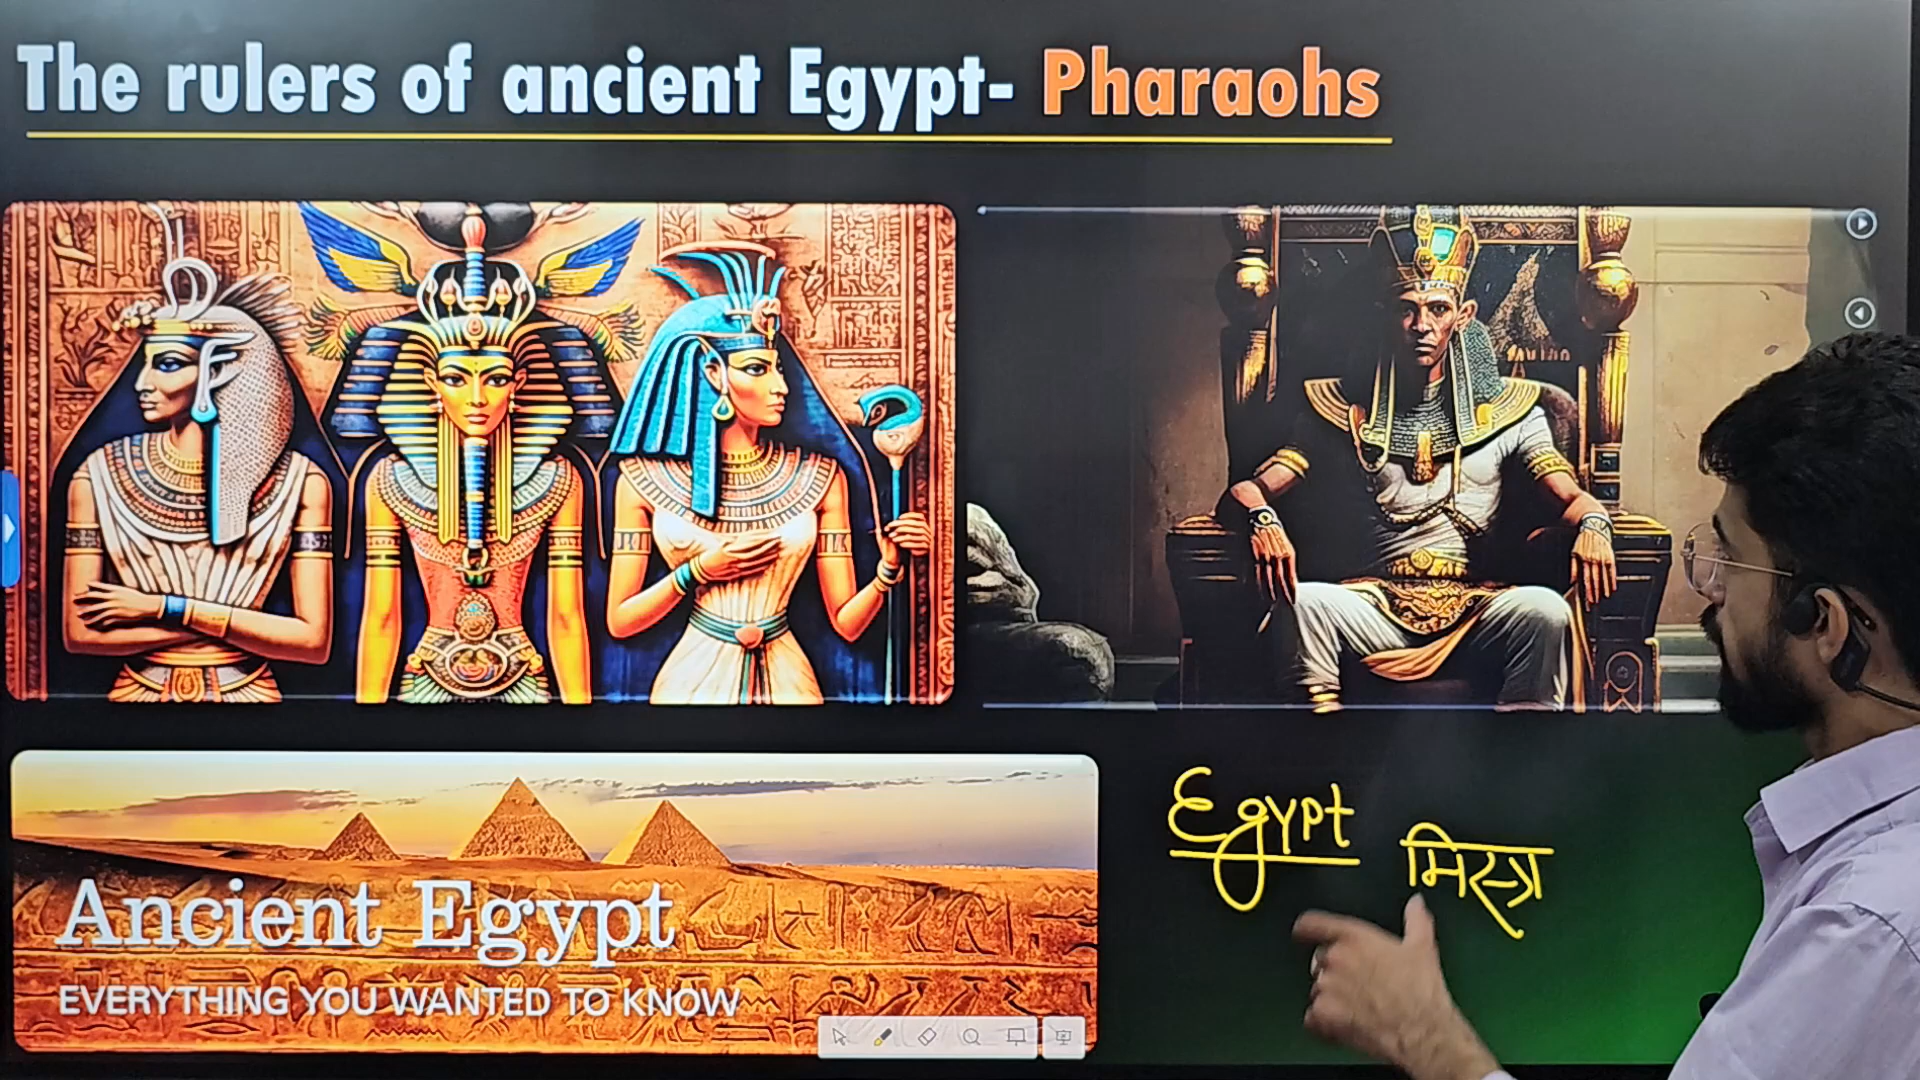 The rulers of ancient Egypt- Pharaohs
Ancient Egypt
EVERYTHING YOU WANTED TO KNOW
Egypt
मिस्त्र